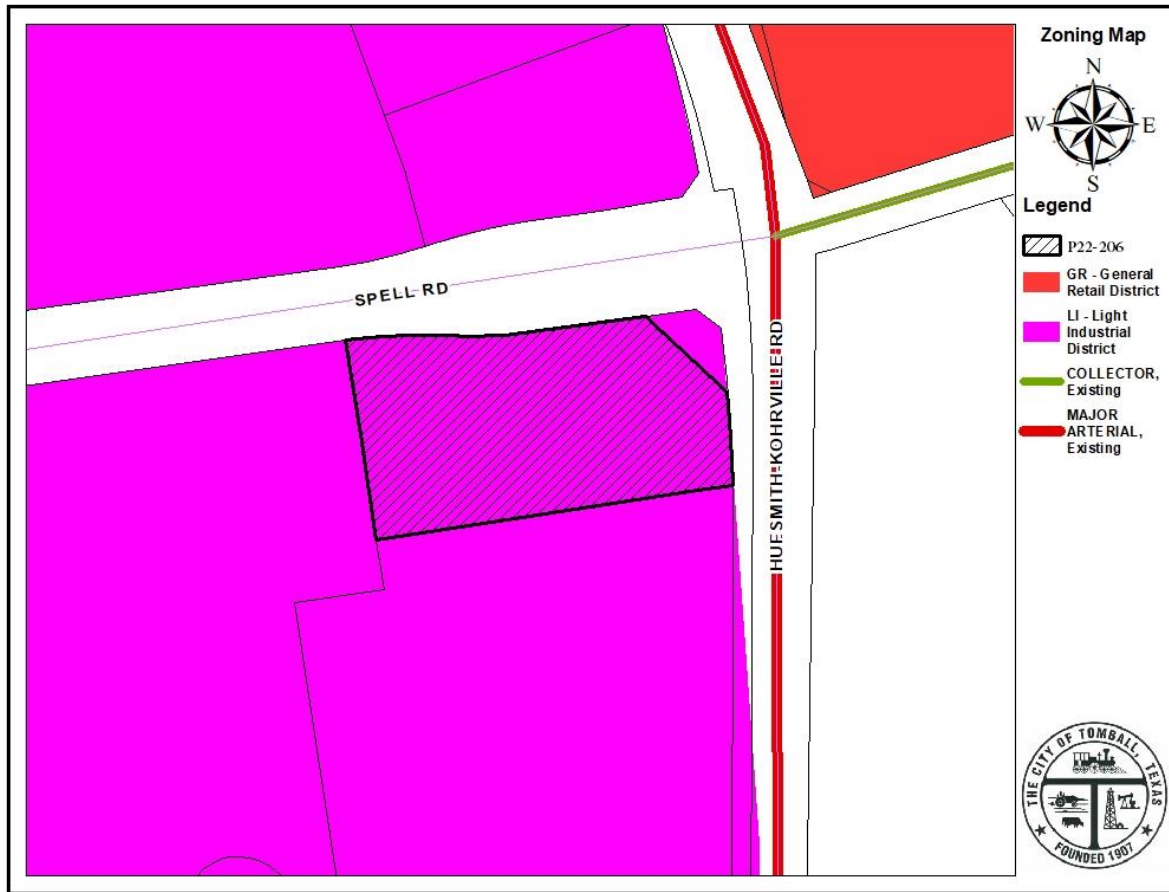 Zoning Map
N
W
E
S
Legend
P22-206
GR - General
Retail District
LI - Light
Industrial
District
COLLECTOR,
Existing
MAJOR
ARTERIAL,
Existing
SPELL RD
HUFSMITH-KOHRVILLE RD
THE CITY OF TOMBALL, TEXAS
FOUNDED 1907